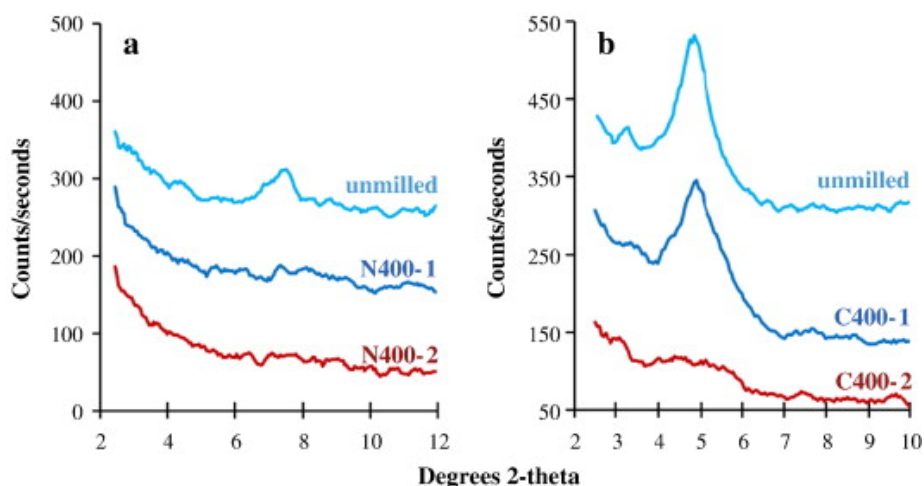 a
Counts/seconds
500
400
300
200
100
0
unmilled
N400-1
N400-2
2 4 6 8 10 12
b
Counts/seconds
550
450
350
250
150
50
unmilled
C400-1
C400-2
2 3 4 5 6 7 8 9 10
Degrees 2-theta